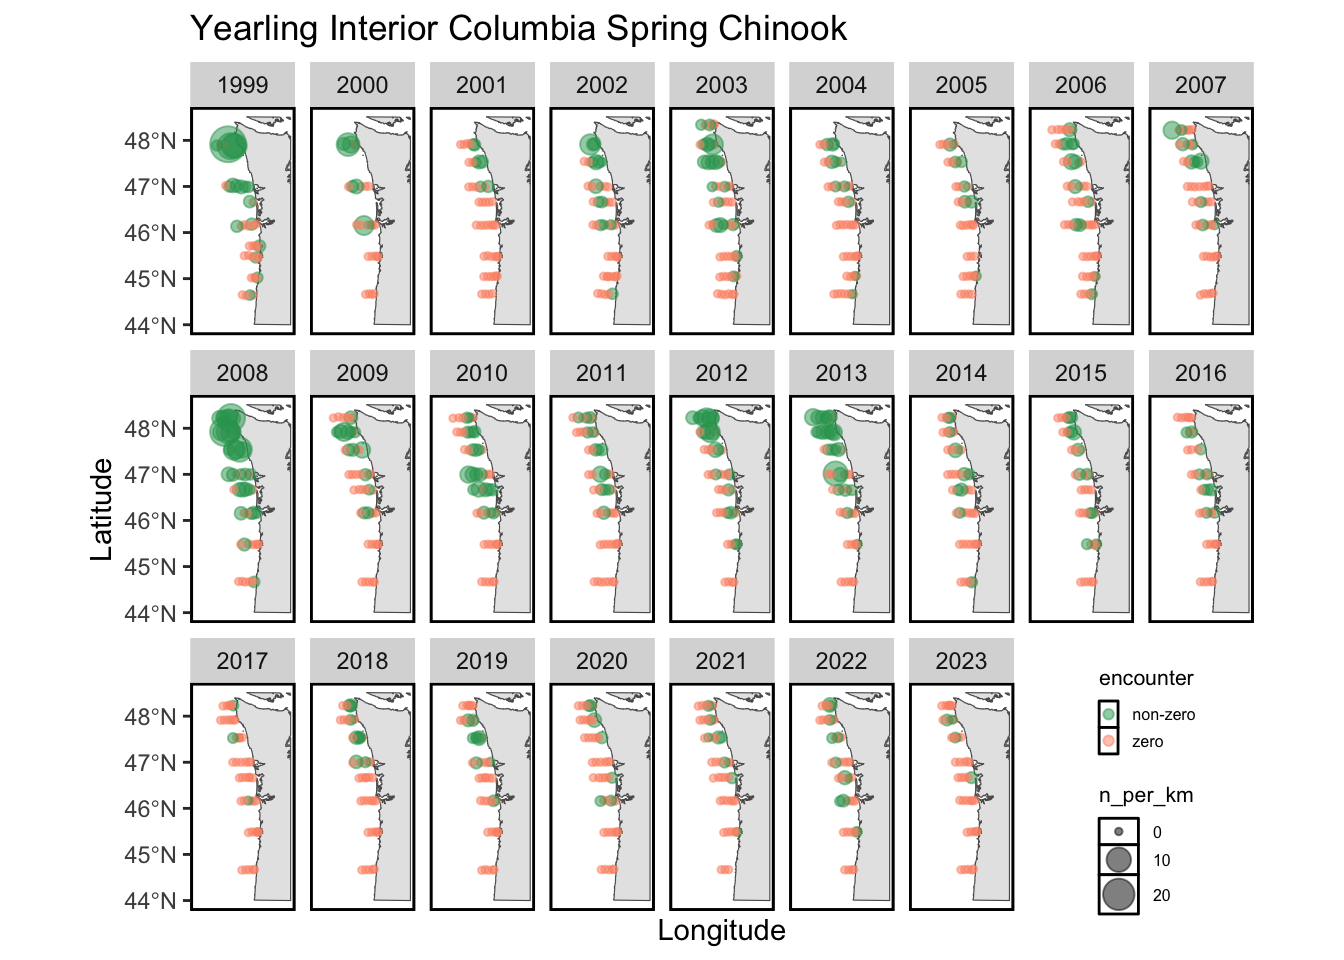 Yearling Interior Columbia Spring Chinook
1999 2000 2001 2002 2003 2004 2005 2006 2007
48°N
47°N
46°N
45°N
44°N
2008 2009 2010 2011 2012 2013 2014 2015 2016
48°N
47°N
46°N
45°N
44°N
Latitude
2017 2018 2019 2020 2021 2022 2023
48°N
47°N
46°N
45°N
44°N
Longitude
encounter
non-zero
zero
n_per_km
0
10
20